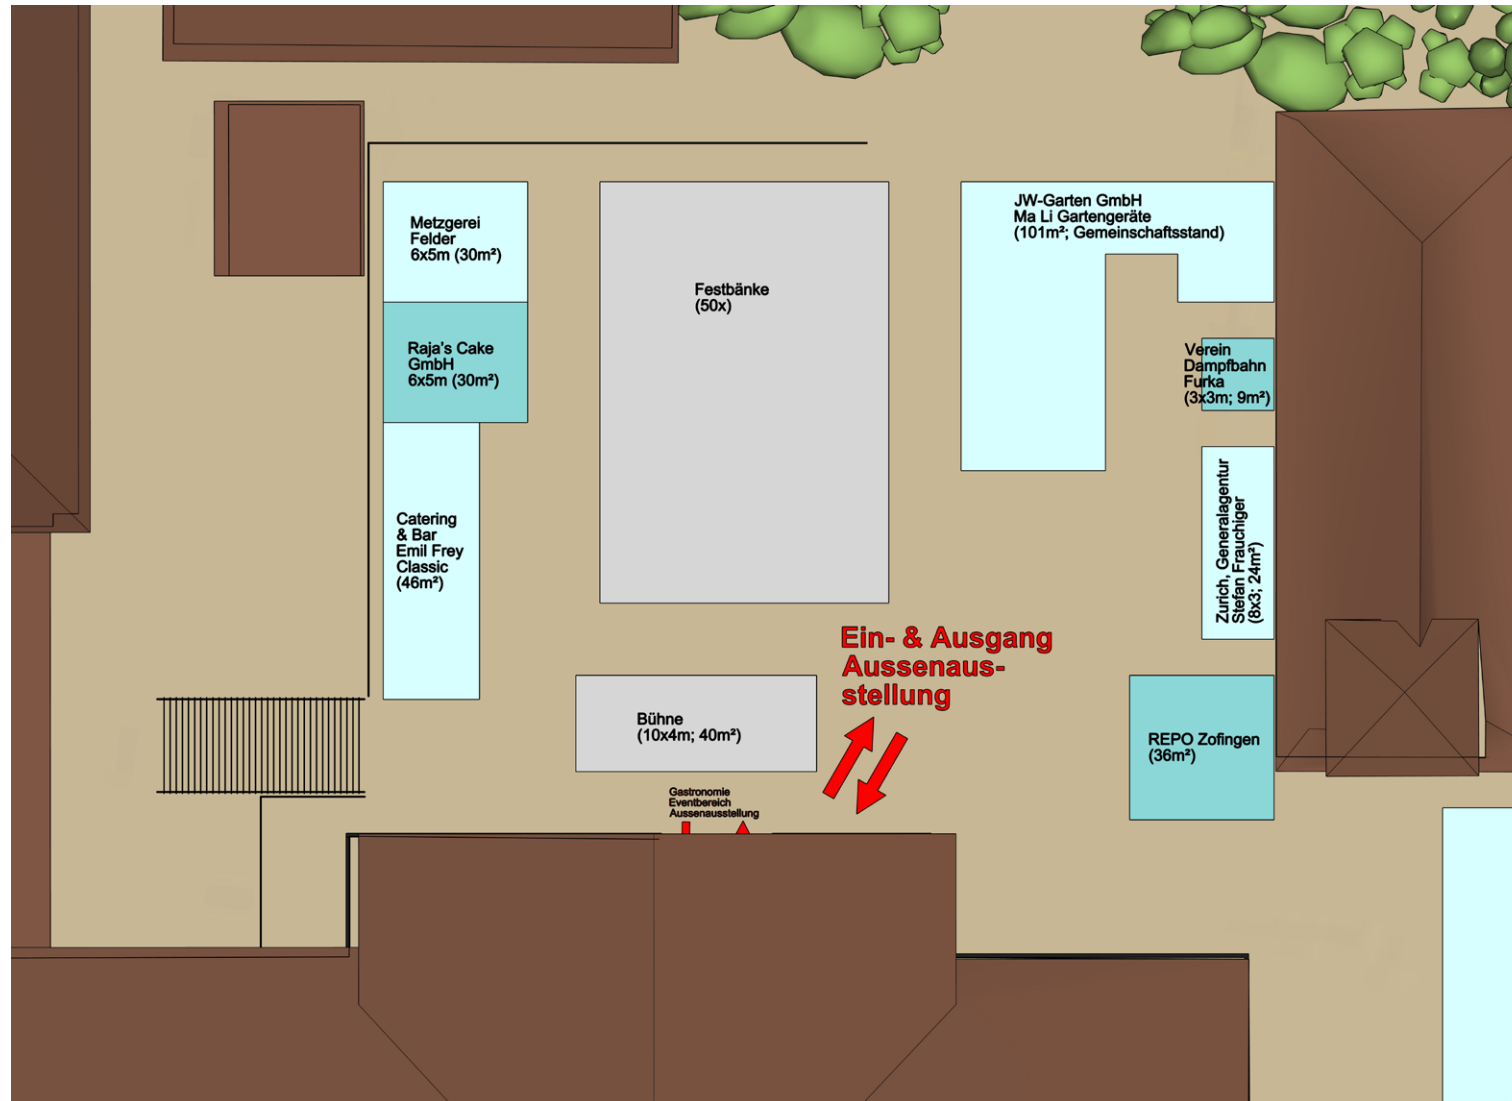 Metzgerei
Felder
6x5m (30m²)
Raja's Cake
GmbH
6x5m (30m²)
Catering
& Bar
Emil Frey
Classic
(46m²)
Festbänke
(50x)
JW-Garten GmbH
Ma Li Gartengeräte
(101m²; Gemeinschaftsstand)
Verein
Dampfbahn
Furka
(3x3m; 9m²)
Zurich, Generalagentur
Stefan Frauchiger
(8x3; 24m²)
Ein- & Ausgang
Aussenaus-
stellung
Bühne
(10x4m; 40m²)
REPO Zofingen
(36m²)
Gastronomie
Eventbereich
Aussenausstellung